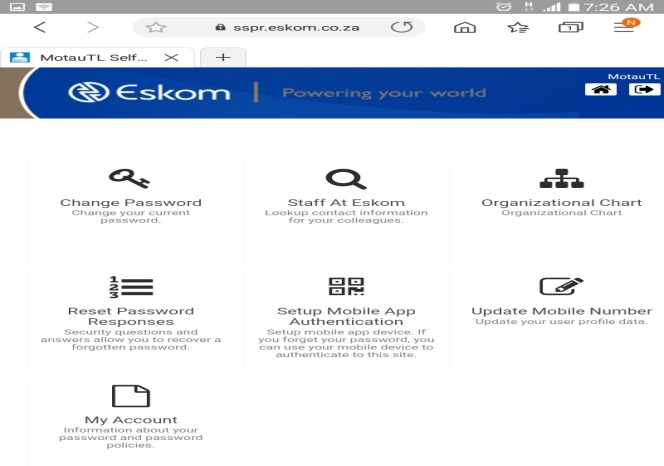 7:26 AM
sspr.eskom.co.za
1
N
MotauTL Self...
Eskom
Powering your world
MotauTL
Change Password
Change your current
password.
Staff At Eskom
Lookup contact information
for your colleagues.
Organizational Chart
Organizational Chart
1
2
3
Reset Password
Responses
Security questions and
answers allow you to recover a
forgotten password.
Setup Mobile App
Authentication
Setup mobile app device. If
you forget your password, you
can use your mobile device to
authenticate to this site.
Update Mobile Number
Update your user profile data.
My Account
Information about your
password and password
policies.